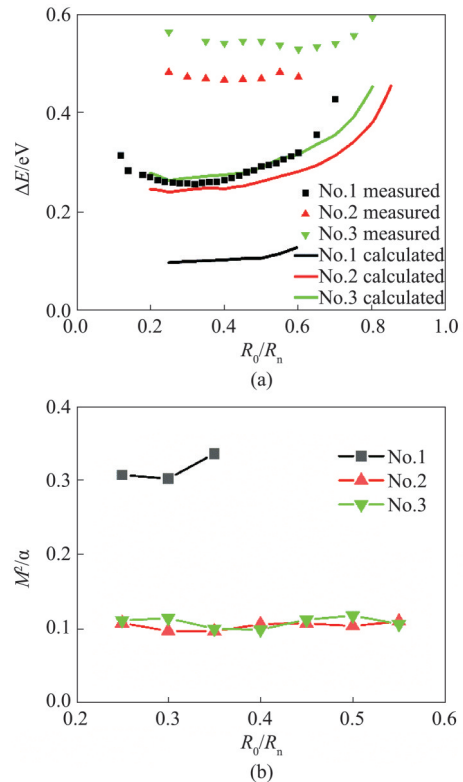 0.6
0.4
0.2
0.0
ΔE/eV
No.1 measured
No.2 measured
No.3 measured
No.1 calculated
No.2 calculated
No.3 calculated
0.2 0.4 0.6 0.8 1.0
R₀/Rₙ
(a)
0.4
0.3
0.2
0.1
0.0
M²/α
No.1
No.2
No.3
0.2 0.3 0.4 0.5 0.6
R₀/Rₙ
(b)